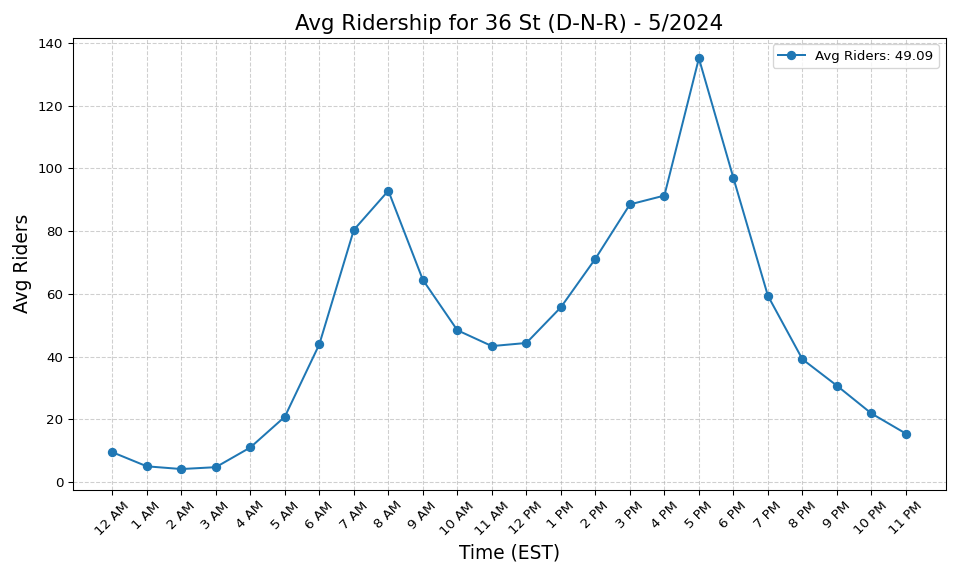 Avg Ridership for 36 St (D-N-R) - 5/2024
Avg Riders: 49.09
Avg Riders
140
120
100
80
60
40
20
0
12 AM
1 AM
2 AM
3 AM
4 AM
5 AM
6 AM
7 AM
8 AM
9 AM
10 AM
11 AM
12 PM
1 PM
2 PM
3 PM
4 PM
5 PM
6 PM
7 PM
8 PM
9 PM
10 PM
11 PM
Time (EST)